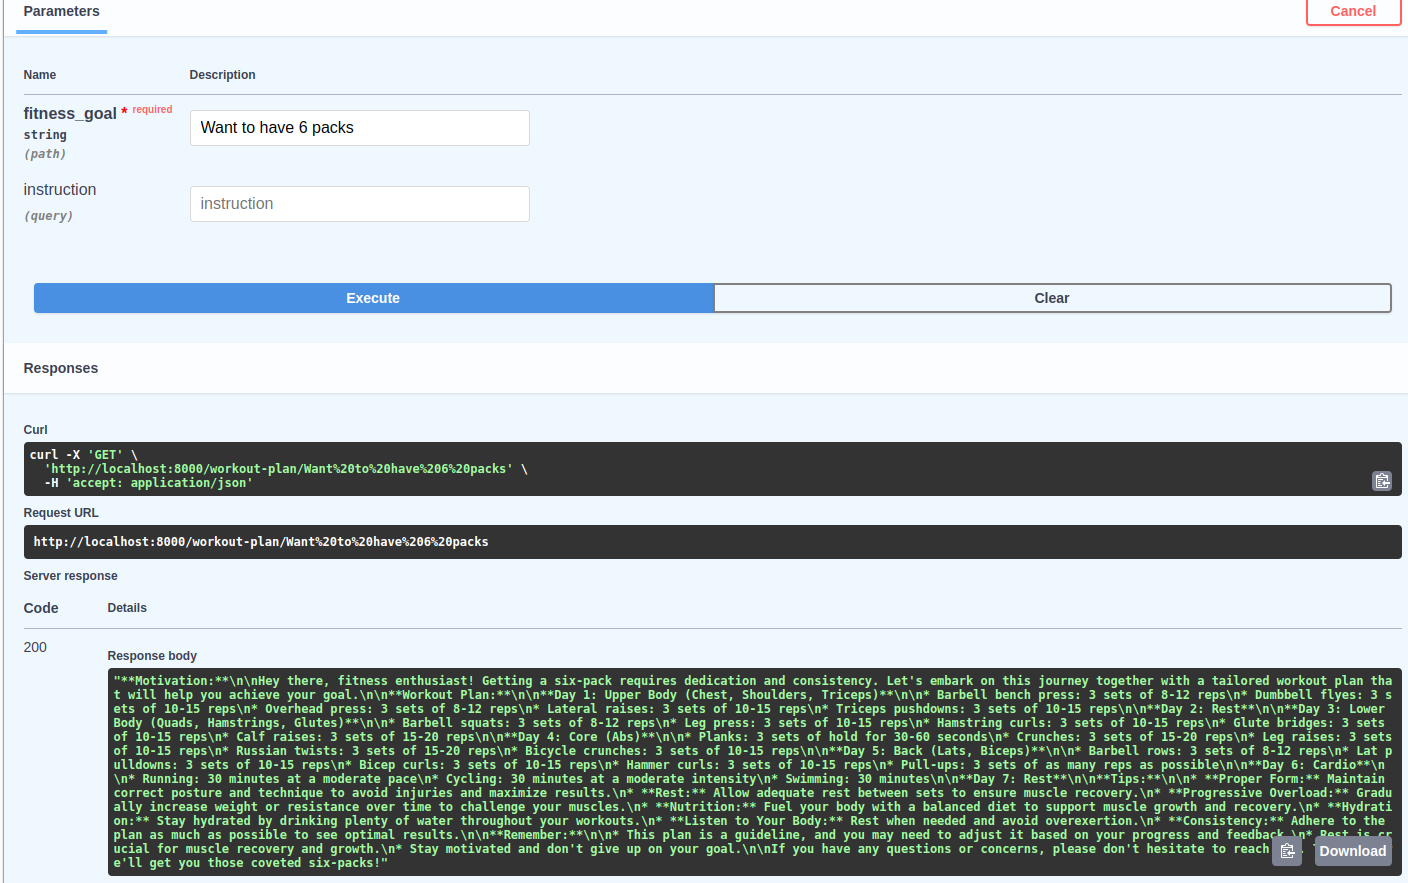 Parameters
Cancel
Name
Description
fitness_goal * required
string
(path)
Want to have 6 packs
instruction
(query)
instruction
Execute
Clear
Responses
Curl
curl -X 'GET' \
'http://localhost:8000/workout-plan/Want%20to%20have%206%20packs' \
-H 'accept: application/json'
Request URL
http://localhost:8000/workout-plan/Want%20to%20have%206%20packs
Server response
Code
Details
200
Response body
"**Motivation:**\n\nHey there, fitness enthusiast! Getting a six-pack requires dedication and consistency. Let's embark on this journey together with a tailored workout plan tha
t will help you achieve your goal.\n\n**Workout Plan:**\n\n**Day 1: Upper Body (Chest, Shoulders, Triceps)**\n\n* Barbell bench press: 3 sets of 8-12 reps\n* Dumbbell flyes: 3 s
ets of 10-15 reps\n* Overhead press: 3 sets of 8-12 reps\n* Lateral raises: 3 sets of 10-15 reps\n* Triceps pushdowns: 3 sets of 10-15 reps\n\n**Day 2: Rest**\n\n**Day 3: Lower
Body (Quads, Hamstrings, Glutes)**\n\n* Barbell squats: 3 sets of 8-12 reps\n* Leg press: 3 sets of 10-15 reps\n* Hamstring curls: 3 sets of 10-15 reps\n* Glute bridges: 3 sets
of 10-15 reps\n* Calf raises: 3 sets of 15-20 reps\n\n**Day 4: Core (Abs)**\n\n* Planks: 3 sets of hold for 30-60 seconds\n* Crunches: 3 sets of 15-20 reps\n* Leg raises: 3 sets
of 10-15 reps\n* Russian twists: 3 sets of 15-20 reps\n* Bicycle crunches: 3 sets of 10-15 reps\n\n**Day 5: Back (Lats, Biceps)**\n\n* Barbell rows: 3 sets of 8-12 reps\n* Lat p
ulldowns: 3 sets of 10-15 reps\n* Bicep curls: 3 sets of 10-15 reps\n* Hammer curls: 3 sets of 10-15 reps\n* Pull-ups: 3 sets of as many reps as possible\n\n**Day 6: Cardio**\n
\n* Running: 30 minutes at a moderate pace\n* Cycling: 30 minutes at a moderate intensity\n* Swimming: 30 minutes\n\n**Day 7: Rest**\n\n**Tips:**\n\n* **Proper Form:** Maintain
correct posture and technique to avoid injuries and maximize results.\n* **Rest:** Allow adequate rest between sets to ensure muscle recovery.\n* **Progressive Overload:** Gradu
ally increase weight or resistance over time to challenge your muscles.\n* **Nutrition:** Fuel your body with a balanced diet to support muscle growth and recovery.\n* **Hydrati
on:** Stay hydrated by drinking plenty of water throughout your workouts.\n* **Listen to Your Body:** Rest when needed and avoid overexertion.\n* **Consistency:** Adhere to the
plan as much as possible to see optimal results.\n\n**Remember:**\n\n* This plan is a guideline, and you may need to adjust it based on your progress and feedback.\n* Rest is cr
ucial for muscle recovery and growth.\n* Stay motivated and don't give up on your goal.\n\nIf you have any questions or concerns, please don't hesitate to reach
e'll get you those coveted six-packs!"
Download